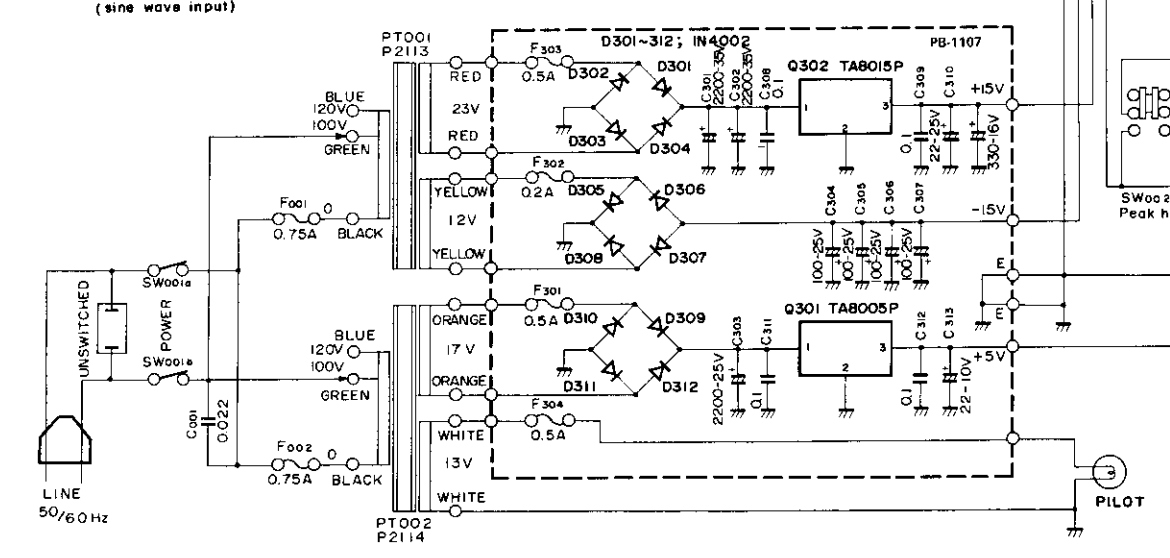 (sine wave input)
PT001
P2113
D301~312; IN4002
PB-1107
F303
0.5A
RED
23V
RED
D302
D301
D303
D304
C301
2200-35V
C302
2200-35V
C308
0.1
Q302 TA8015P
1
2
3
C309
0.1
C310
22-25V
330-16V
+15V
BLUE
120V
100V
GREEN
F001
0.75A
0
BLACK
YELLOW
12V
YELLOW
F302
0.2A
D305
D306
D308
D307
C304
100-25V
C305
100-25V
C306
100-25V
C307
100-25V
-15V
SW002
Peak h
E
E
SW001a
UNSWITCHED
POWER
SW001b
C001
0.022
LINE
50/60Hz
BLUE
120V
100V
GREEN
F002
0.75A
0
BLACK
ORANGE
17V
ORANGE
F301
0.5A
D310
D309
D311
D312
C303
2200-25V
C311
0.1
Q301 TA8005P
1
2
3
C312
0.1
C313
22-10V
+5V
WHITE
13V
WHITE
F304
0.5A
PT002
P2114
PILOT